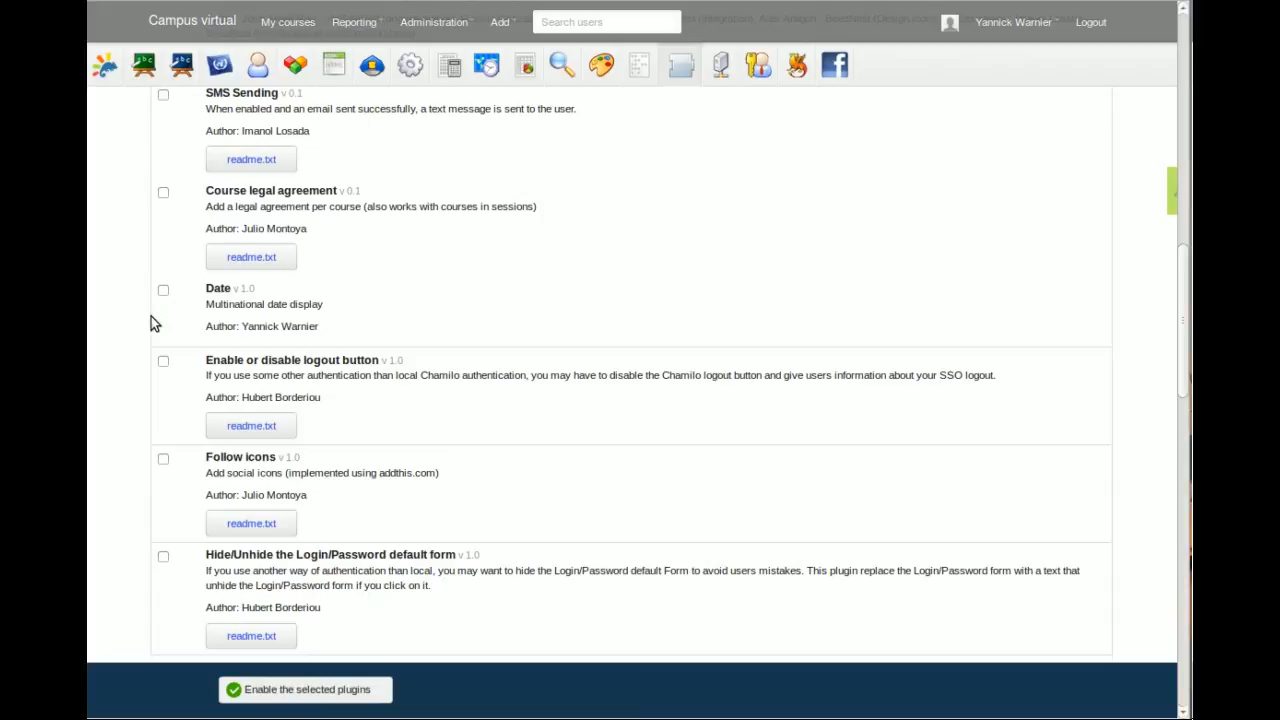 Campus virtual My courses Reporting Administration Add Search users Yannick Warnier Logout
SMS Sending v 0.1
When enabled and an email sent successfully, a text message is sent to the user.
Author: Imanol Losada
readme.txt
Course legal agreement v 0.1
Add a legal agreement per course (also works with courses in sessions)
Author: Julio Montoya
readme.txt
Date v 1.0
Multinational date display
Author: Yannick Warnier
Enable or disable logout button v 1.0
If you use some other authentication than local Chamilo authentication, you may have to disable the Chamilo logout button and give users information about your SSO logout.
Author: Hubert Borderiou
readme.txt
Follow icons v 1.0
Add social icons (implemented using addthis.com)
Author: Julio Montoya
readme.txt
Hide/Unhide the Login/Password default form v 1.0
If you use another way of authentication than local, you may want to hide the Login/Password default Form to avoid users mistakes. This plugin replace the Login/Password form with a text that
unhide the Login/Password form if you click on it.
Author: Hubert Borderiou
readme.txt
Enable the selected plugins